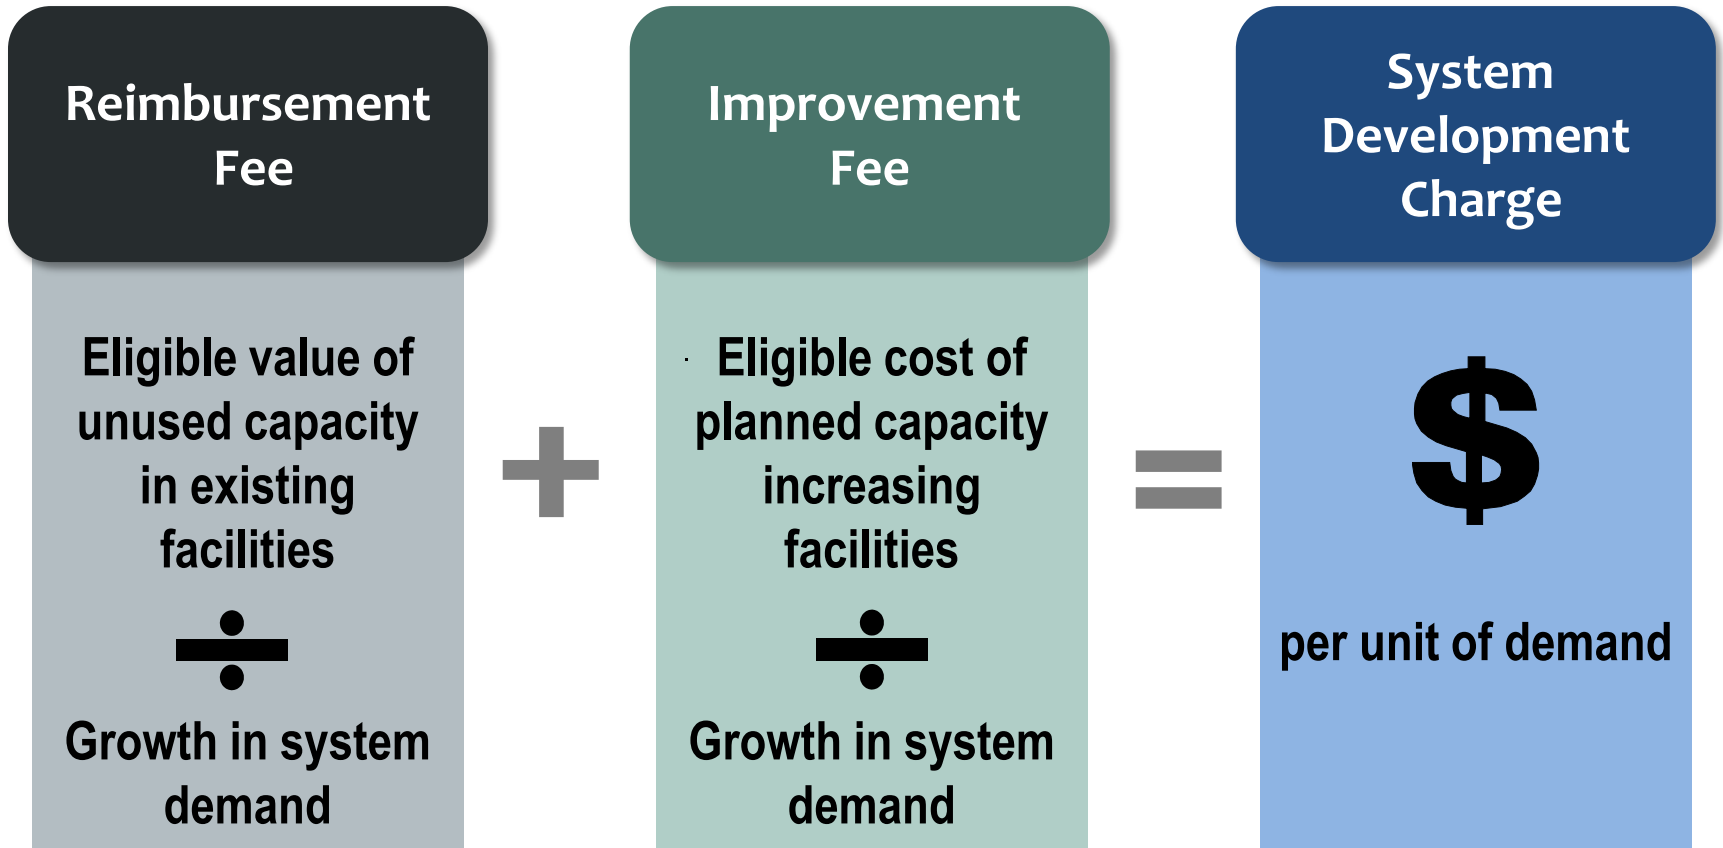 Reimbursement
Fee
Eligible value of
unused capacity
in existing
facilities
÷
Growth in system
demand
+
Improvement
Fee
Eligible cost of
planned capacity
increasing
facilities
÷
Growth in system
demand
=
System
Development
Charge
$
per unit of demand